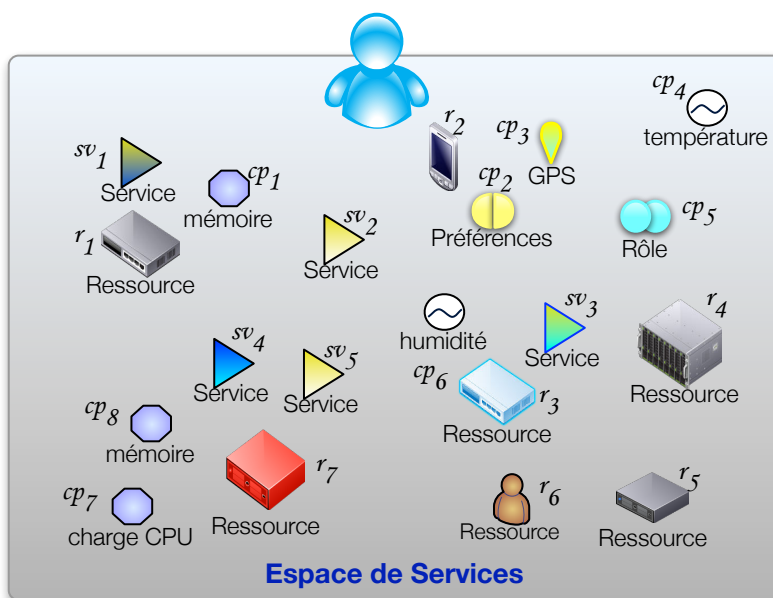 cp4
température
r2
cp3
GPS
sv1
Service
cp1
mémoire
cp2
Préférences
cp5
Rôle
r1
Ressource
sv2
Service
humidité
sv3
Service
r4
Ressource
sv4
Service
sv5
Service
cp6
r3
Ressource
cp8
mémoire
r7
Ressource
cp7
charge CPU
r6
Ressource
r5
Ressource
Espace de Services